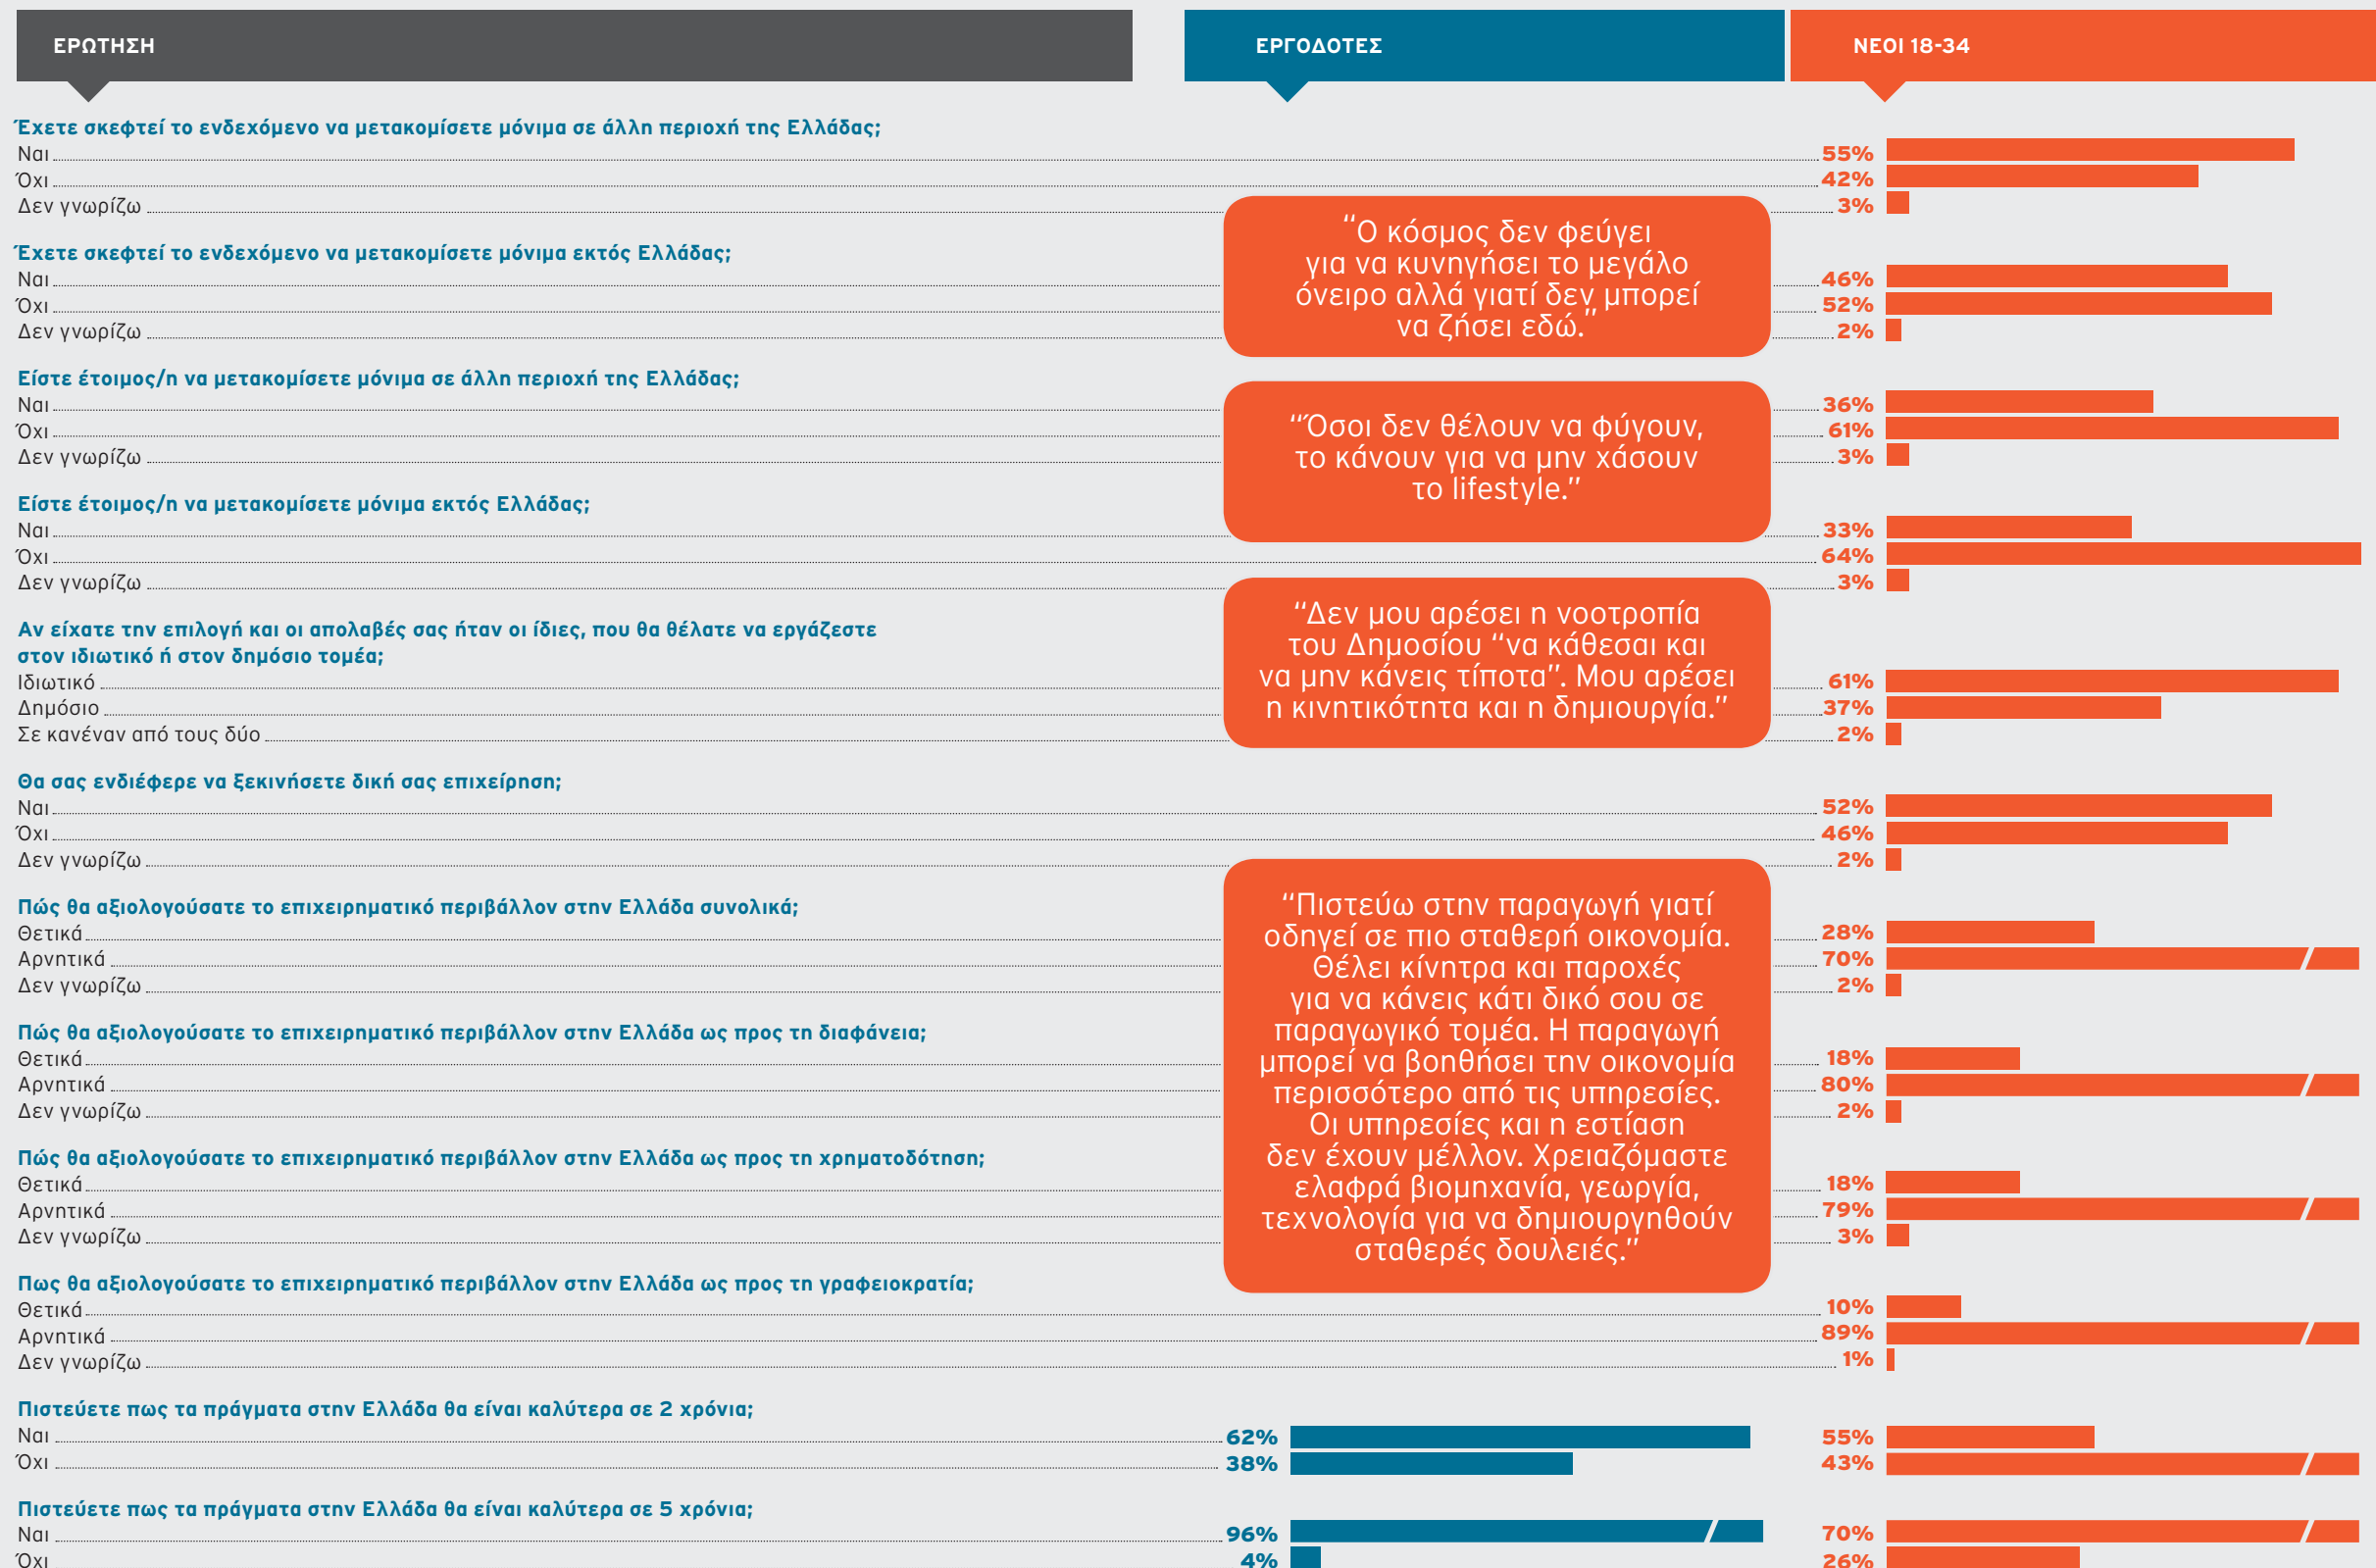 ΕΡΩΤΗΣΗ
ΕΡΓΟΔΟΤΕΣ
ΝΕΟΙ 18-34
Έχετε σκεφτεί το ενδεχόμενο να μετακομίσετε μόνιμα σε άλλη περιοχή της Ελλάδας;
Ναι 55%
Όχι 42%
Δεν γνωρίζω 3%
Έχετε σκεφτεί το ενδεχόμενο να μετακομίσετε μόνιμα εκτός Ελλάδας;
Ναι 46%
Όχι 52%
Δεν γνωρίζω 2%
“Ο κόσμος δεν φεύγει
για να κυνηγήσει το μεγάλο
όνειρο αλλά γιατί δεν μπορεί
να ζήσει εδώ.”
Είστε έτοιμος/η να μετακομίσετε μόνιμα σε άλλη περιοχή της Ελλάδας;
Ναι 36%
Όχι 61%
Δεν γνωρίζω 3%
“Όσοι δεν θέλουν να φύγουν,
το κάνουν για να μην χάσουν
το lifestyle.”
Είστε έτοιμος/η να μετακομίσετε μόνιμα εκτός Ελλάδας;
Ναι 33%
Όχι 64%
Δεν γνωρίζω 3%
Αν είχατε την επιλογή και οι απολαβές σας ήταν οι ίδιες, που θα θέλατε να εργάζεστε
στον ιδιωτικό ή στον δημόσιο τομέα;
Ιδιωτικό 61%
Δημόσιο 37%
Σε κανέναν από τους δύο 2%
“Δεν μου αρέσει η νοοτροπία
του Δημοσίου “να κάθεσαι και
να μην κάνεις τίποτα”. Μου αρέσει
η κινητικότητα και η δημιουργία.”
Θα σας ενδιέφερε να ξεκινήσετε δική σας επιχείρηση;
Ναι 52%
Όχι 46%
Δεν γνωρίζω 2%
Πώς θα αξιολογούσατε το επιχειρηματικό περιβάλλον στην Ελλάδα συνολικά;
Θετικά 28%
Αρνητικά 70%
Δεν γνωρίζω 2%
Πώς θα αξιολογούσατε το επιχειρηματικό περιβάλλον στην Ελλάδα ως προς τη διαφάνεια;
Θετικά 18%
Αρνητικά 80%
Δεν γνωρίζω 2%
Πώς θα αξιολογούσατε το επιχειρηματικό περιβάλλον στην Ελλάδα ως προς τη χρηματοδότηση;
Θετικά 18%
Αρνητικά 79%
Δεν γνωρίζω 3%
“Πιστεύω στην παραγωγή γιατί
οδηγεί σε πιο σταθερή οικονομία.
Θέλει κίνητρα και παροχές
για να κάνεις κάτι δικό σου σε
παραγωγικό τομέα. Η παραγωγή
μπορεί να βοηθήσει την οικονομία
περισσότερο από τις υπηρεσίες.
Οι υπηρεσίες και η εστίαση
δεν έχουν μέλλον. Χρειαζόμαστε
ελαφρά βιομηχανία, γεωργία,
τεχνολογία για να δημιουργηθούν
σταθερές δουλειές.”
Πως θα αξιολογούσατε το επιχειρηματικό περιβάλλον στην Ελλάδα ως προς τη γραφειοκρατία;
Θετικά 10%
Αρνητικά 89%
Δεν γνωρίζω 1%
Πιστεύετε πως τα πράγματα στην Ελλάδα θα είναι καλύτερα σε 2 χρόνια;
Ναι 62% 55%
Όχι 38% 43%
Πιστεύετε πως τα πράγματα στην Ελλάδα θα είναι καλύτερα σε 5 χρόνια;
Ναι 96% 70%
Όχι 4% 26%